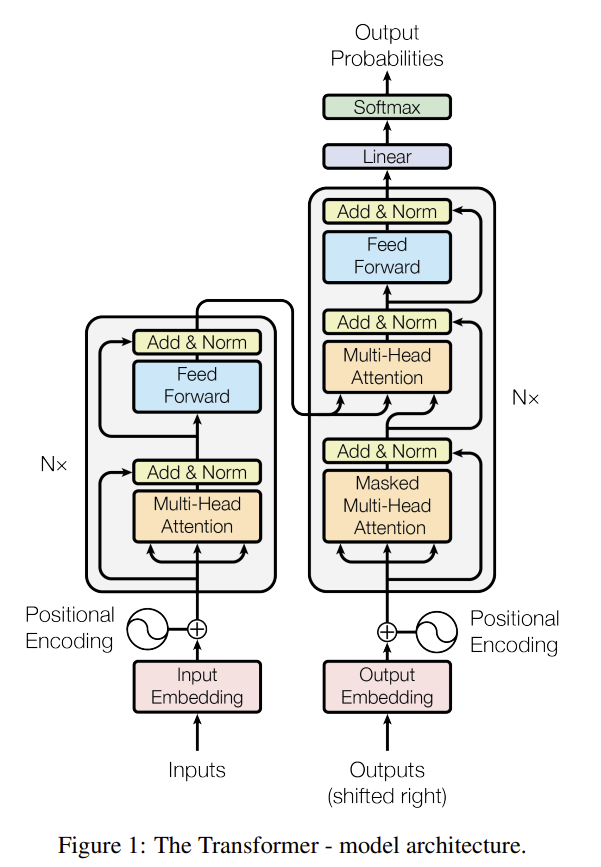 Output
Probabilities
Softmax
Linear
Add & Norm
Feed
Forward
Add & Norm
Multi-Head
Attention
Add & Norm
Masked
Multi-Head
Attention
N×
Add & Norm
Feed
Forward
Add & Norm
Multi-Head
Attention
N×
Positional
Encoding
Input
Embedding
Inputs
Positional
Encoding
Output
Embedding
Outputs
(shifted right)
Figure 1: The Transformer - model architecture.